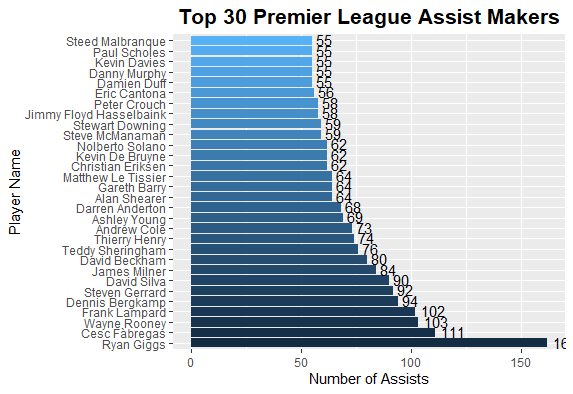 Top 30 Premier League Assist Makers
Player Name
Steed Malbranque 55
Paul Scholes 55
Kevin Davies 55
Danny Murphy 55
Damien Duff 55
Eric Cantona 56
Peter Crouch 58
Jimmy Floyd Hasselbaink 58
Stewart Downing 59
Steve McManaman 59
Nolberto Solano 62
Kevin De Bruyne 62
Christian Eriksen 62
Matthew Le Tissier 64
Gareth Barry 64
Alan Shearer 64
Darren Anderton 68
Ashley Young 69
Andrew Cole 73
Thierry Henry 74
Teddy Sheringham 76
David Beckham 80
James Milner 84
David Silva 90
Steven Gerrard 92
Dennis Bergkamp 94
Frank Lampard 102
Wayne Rooney 103
Cesc Fàbregas 111
Ryan Giggs 16
0 50 100 150
Number of Assists